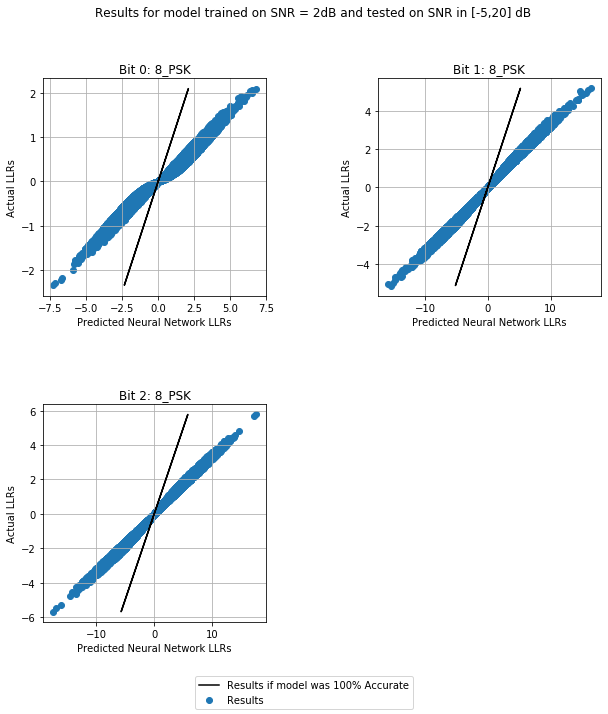 Results for model trained on SNR = 2dB and tested on SNR in [-5,20] dB
Bit 0: 8_PSK
Actual LLRs
2
1
0
−1
−2
−7.5 −5.0 −2.5 0.0 2.5 5.0 7.5
Predicted Neural Network LLRs
Bit 1: 8_PSK
Actual LLRs
4
2
0
−2
−4
−10 0 10
Predicted Neural Network LLRs
Bit 2: 8_PSK
Actual LLRs
6
4
2
0
−2
−4
−6
−10 0 10
Predicted Neural Network LLRs
Results if model was 100% Accurate
Results